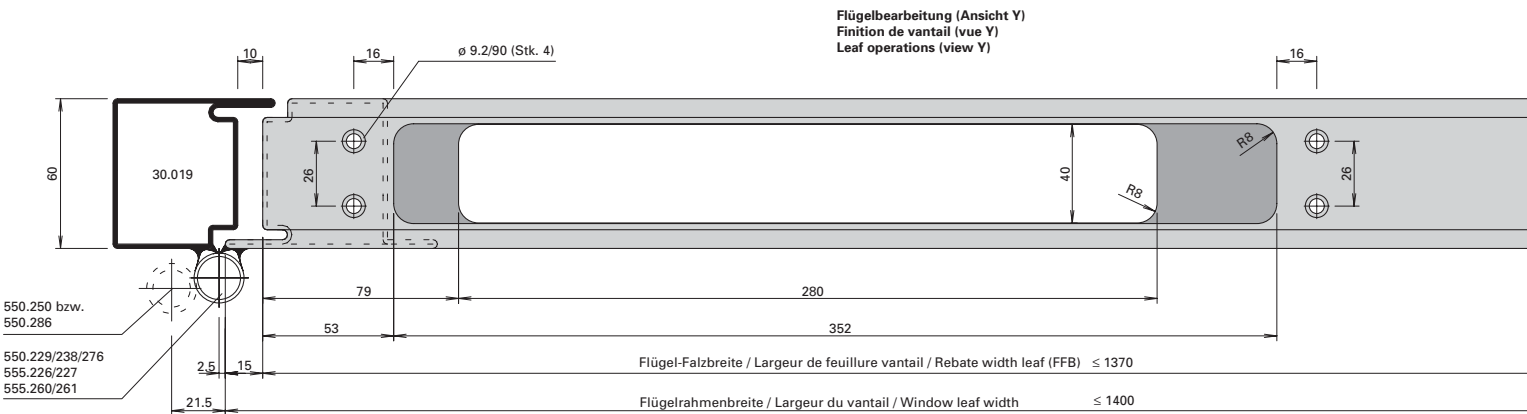 Flügelbearbeitung (Ansicht Y)
Finition de vantail (vue Y)
Leaf operations (view Y)
10
16
ø 9.2/90 (Stk. 4)
16
60
30.019
26
40
R8
R8
26
79
280
550.250 bzw.
550.286
53
352
550.229/238/276
555.226/227
555.260/261
2.5
15
Flügel-Falzbreite / Largeur de feuillure vantail / Rebate width leaf (FFB) ≤ 1370
21.5
Flügelrahmenbreite / Largeur du vantail / Window leaf width ≤ 1400